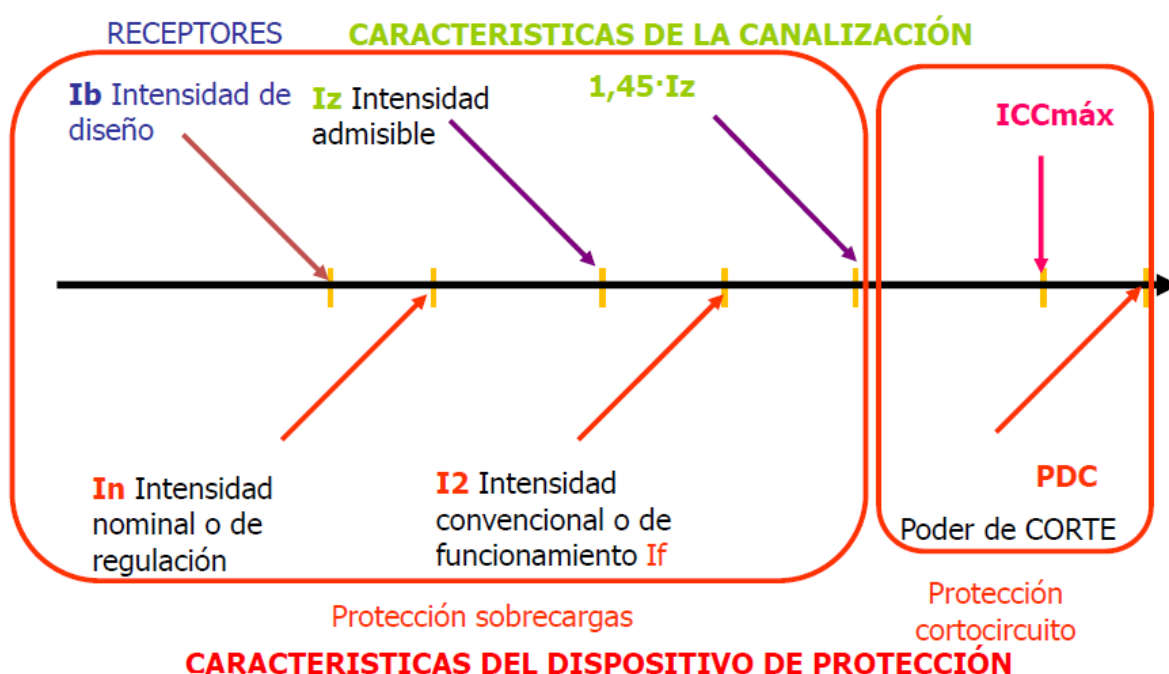 RECEPTORES
CARACTERISTICAS DE LA CANALIZACIÓN
Ib Intensidad de
diseño
Iz Intensidad
admisible
1,45·Iz
ICCmáx
In Intensidad
nominal o de
regulación
I2 Intensidad
convencional o de
funcionamiento If
PDC
Poder de CORTE
Protección sobrecargas
Protección
cortocircuito
CARACTERISTICAS DEL DISPOSITIVO DE PROTECCIÓN